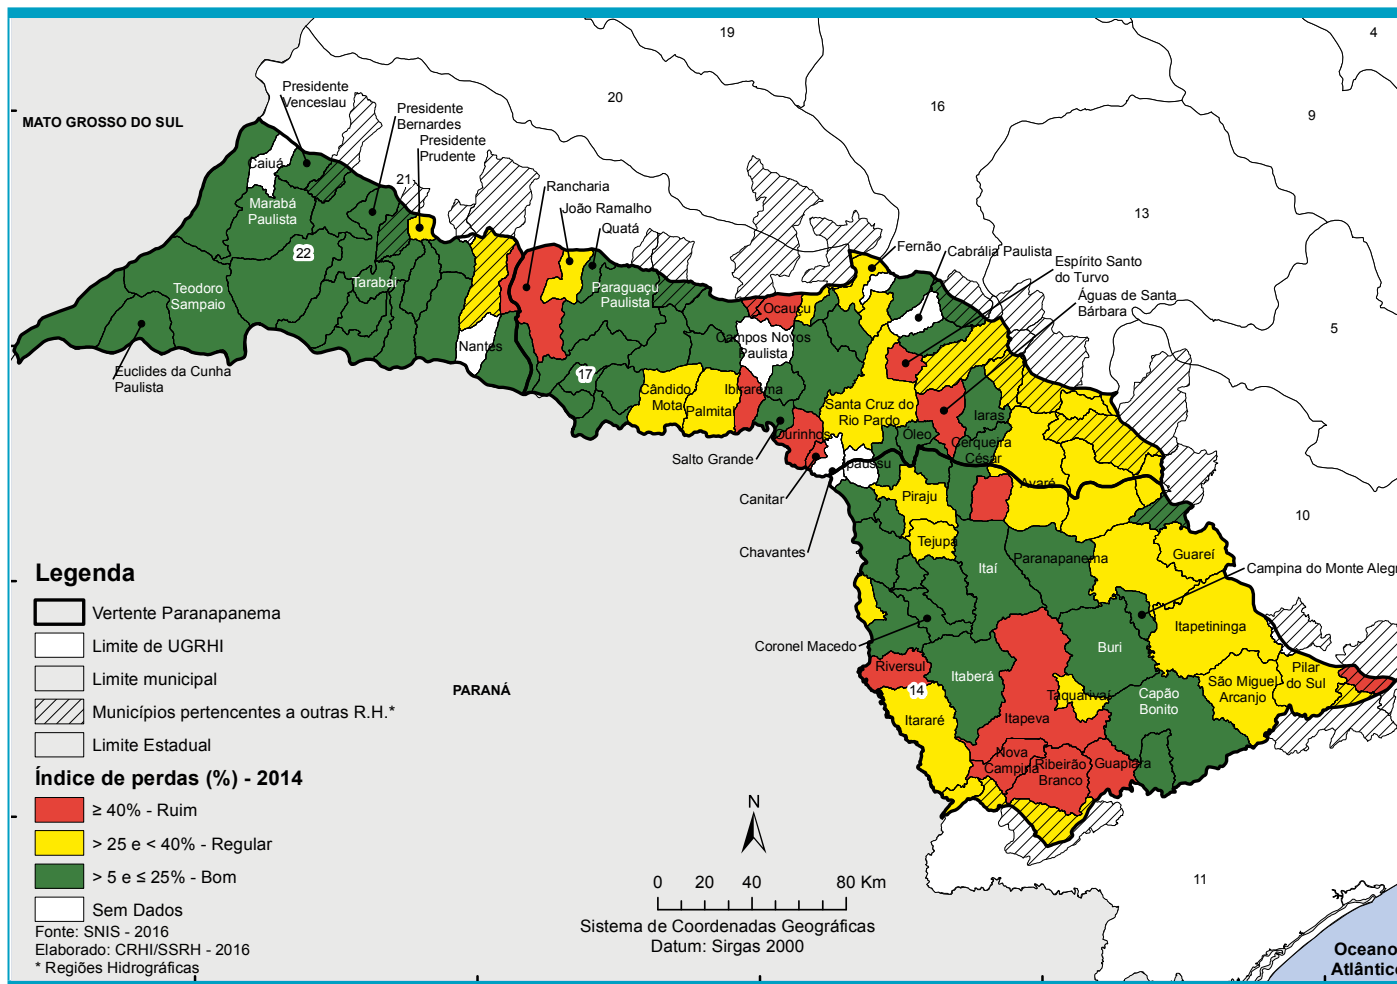 19
4
20
16
9
13
5
10
11
MATO GROSSO DO SUL
Presidente
Venceslau
Presidente
Bernardes
Presidente
Prudente
21
Caiuá
Marabá
Paulista
22
Teodoro
Sampaio
Tarabai
Euclides da Cunha
Paulista
Nantes
Rancharia
João Ramalho
Quatá
Paraguaçu
Paulista
17
Cândido
Mota
Palmital
Ibirarema
Campos Novos
Paulista
Ocauçu
Fernão
Cabrália Paulista
Espírito Santo
do Turvo
Águas de Santa
Bárbara
Santa Cruz do
Rio Pardo
Ourinhos
Salto Grande
Canitar
Chavantes
Óleo
Iaras
Cerqueira
César
Avaré
Piraju
Tejupá
Itaí
Paranapanema
Guareí
Campina do Monte Alegr
Itapetininga
Coronel Macedo
Buri
Riversul
14
Itaberá
Itararé
Itapeva
Taquarivaí
Capão
Bonito
São Miguel
Arcanjo
Pilar
do Sul
Nova
Campina
Ribeirão
Branco
Guapiara
PARANÁ
Legenda
Vertente Paranapanema
Limite de UGRHI
Limite municipal
Municípios pertencentes a outras R.H.*
Limite Estadual
Índice de perdas (%) - 2014
≥ 40% - Ruim
> 25 e < 40% - Regular
> 5 e ≤ 25% - Bom
Sem Dados
Fonte: SNIS - 2016
Elaborado: CRHI/SSRH - 2016
* Regiões Hidrográficas
N
0 20 40 80 Km
Sistema de Coordenadas Geográficas
Datum: Sirgas 2000
Oceano
Atlântico